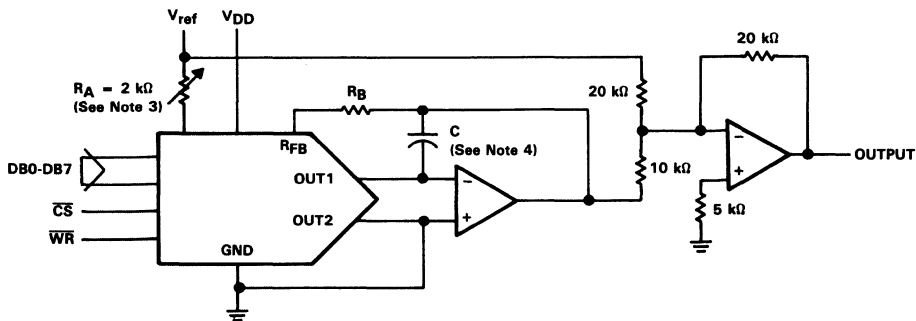 Vref
VDD
RA = 2 kΩ
(See Note 3)
RB
C
(See Note 4)
20 kΩ
20 kΩ
RFB
DB0-DB7
OUT1
−
+
10 kΩ
−
+
OUTPUT
CS
OUT2
5 kΩ
WR
GND